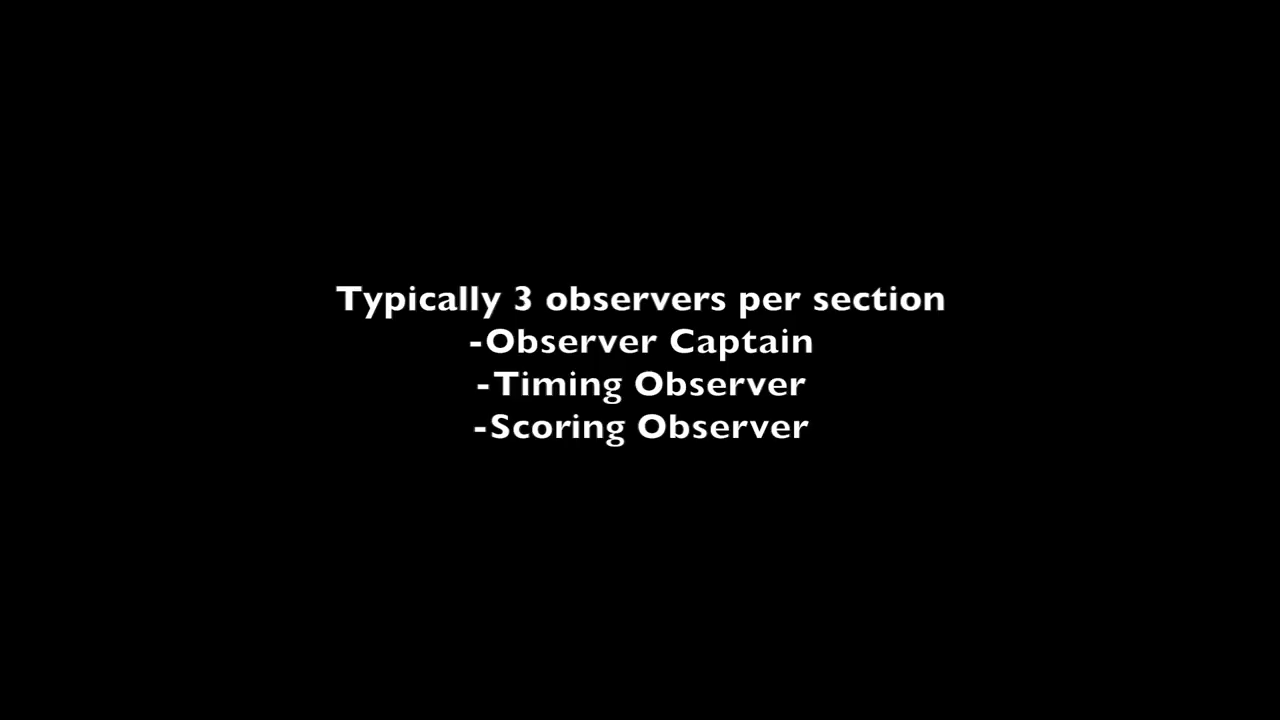 Typically 3 observers per section
-Observer Captain
-Timing Observer
-Scoring Observer